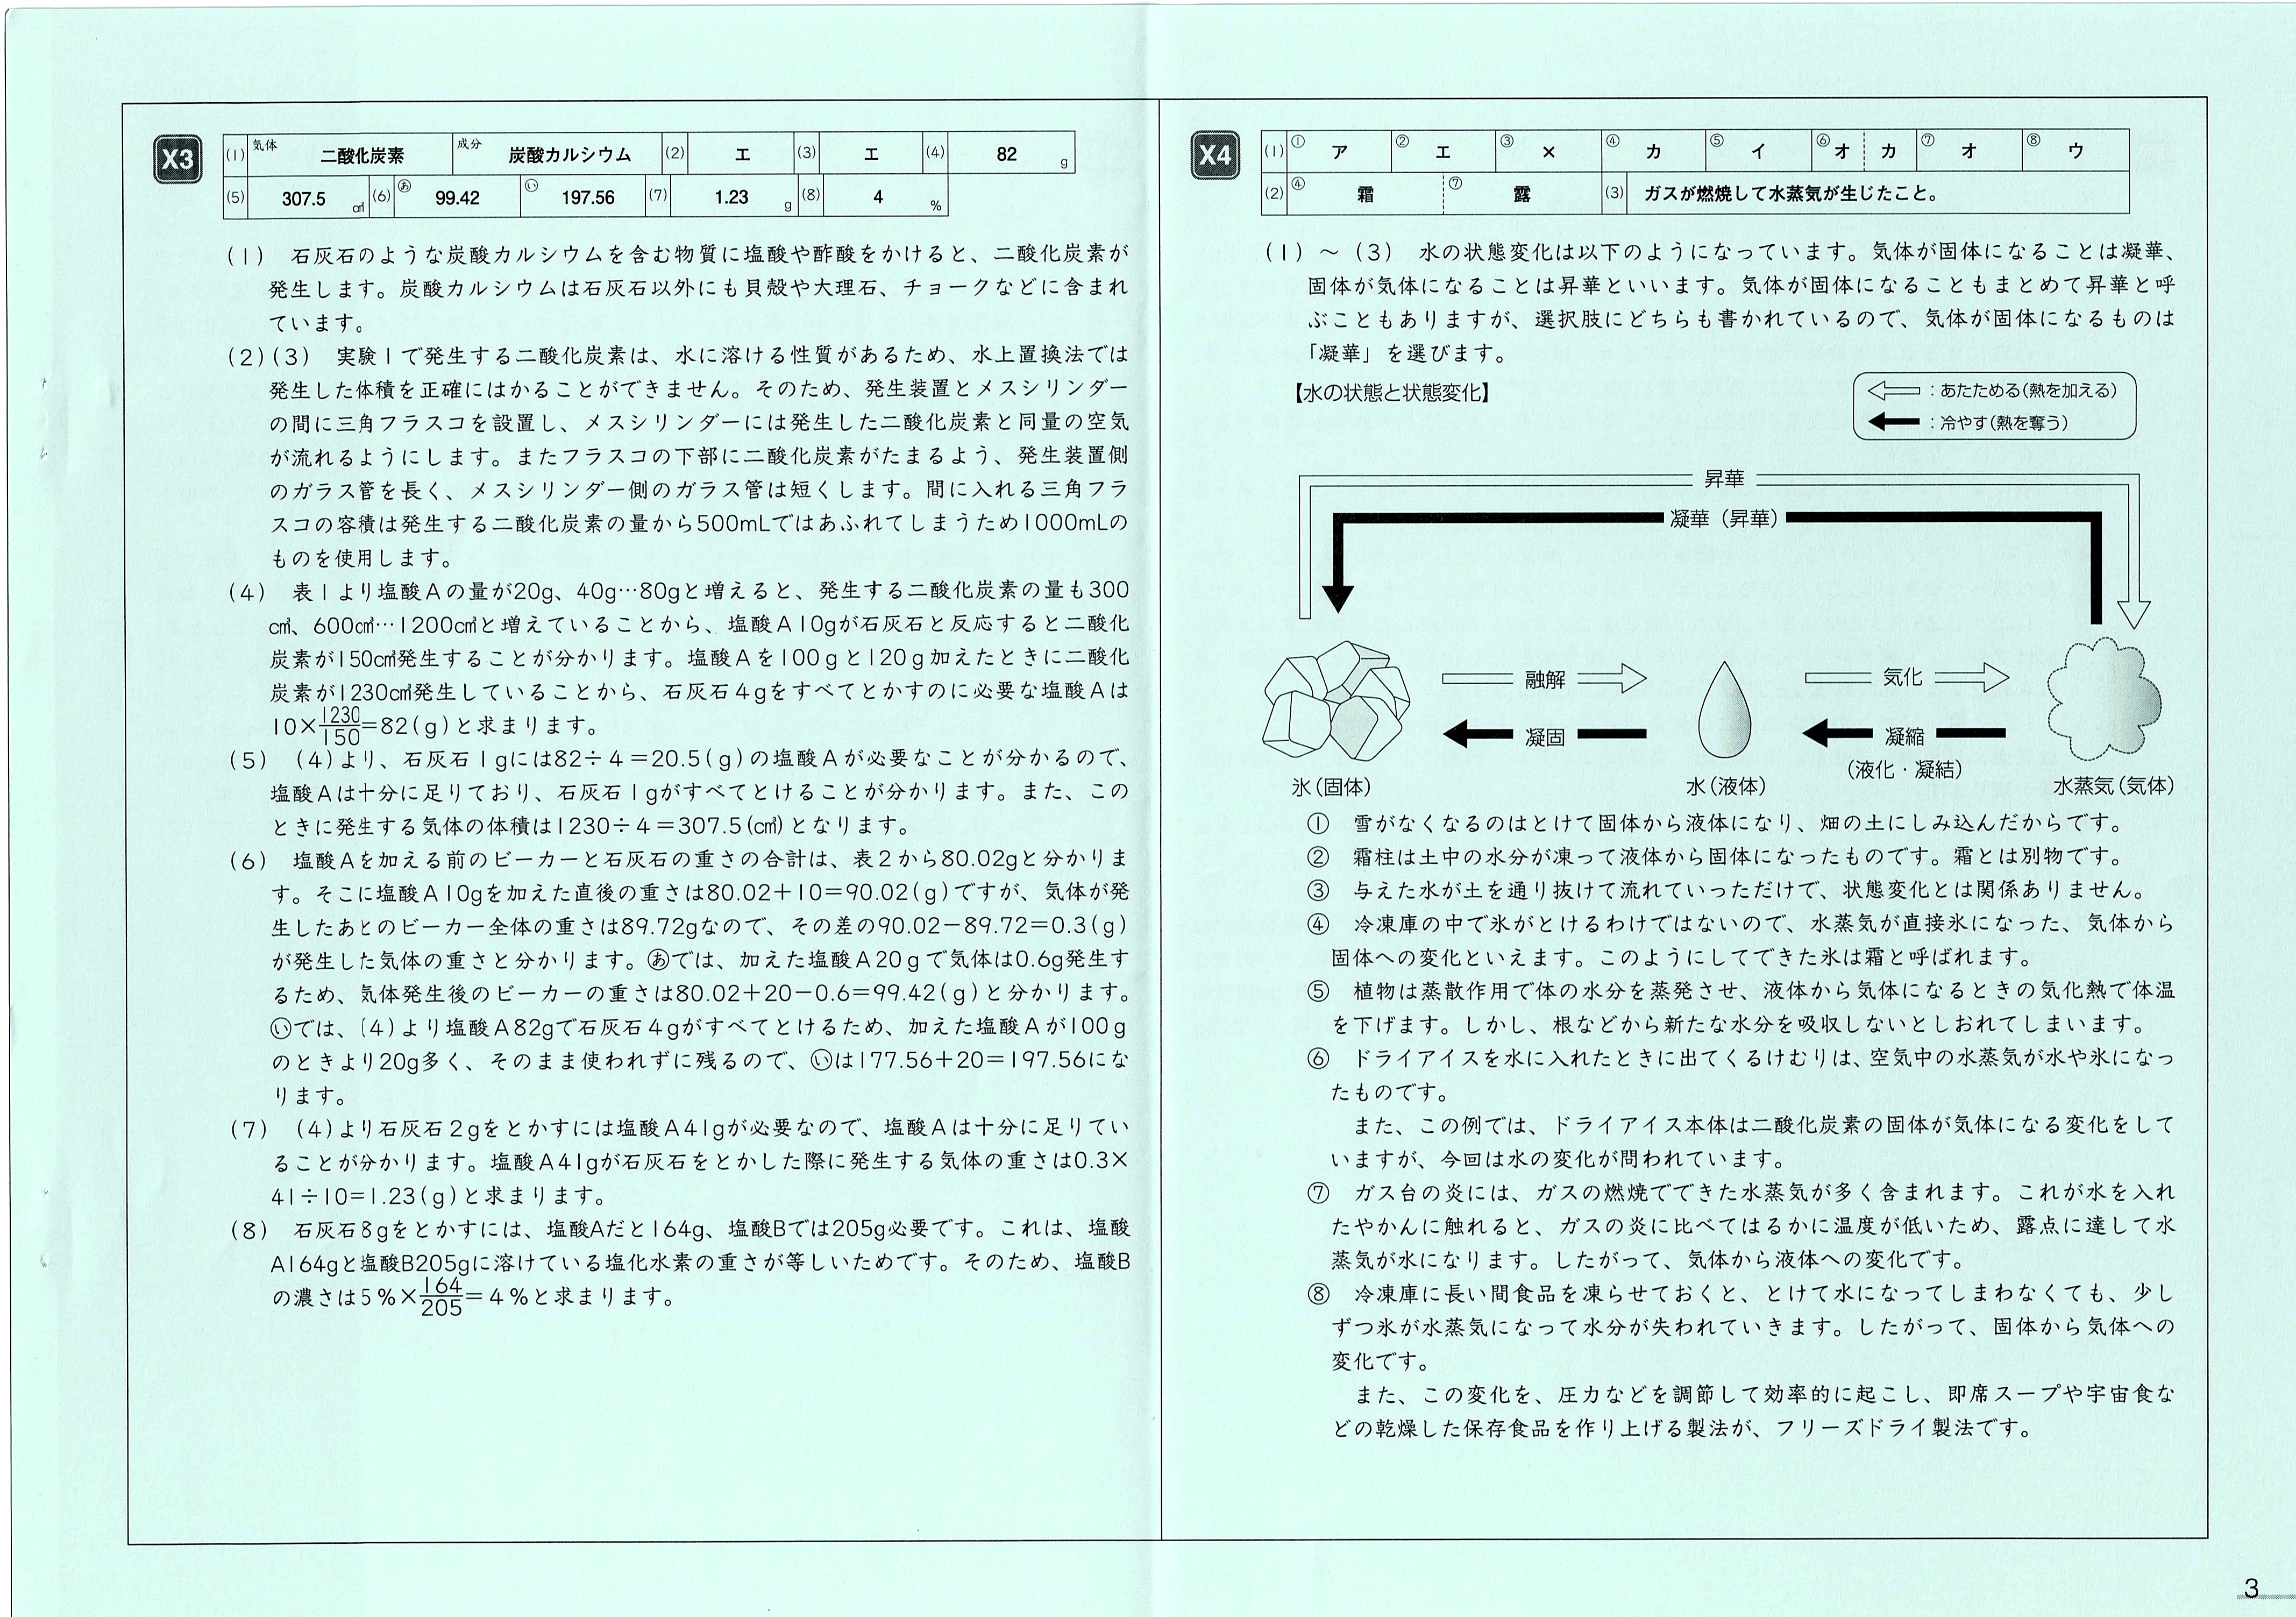 X3
(1) 気体 二酸化炭素 成分 炭酸カルシウム (2) エ (3) エ (4) 82 g
(5) 307.5 ㎤ (6) あ 99.42 い 197.56 (7) 1.23 g (8) 4 %
(1) 石灰石のような炭酸カルシウムを含む物質に塩酸や酢酸をかけると、二酸化炭素が
発生します。炭酸カルシウムは石灰石以外にも貝殻や大理石、チョークなどに含まれ
ています。
(2)(3) 実験1で発生する二酸化炭素は、水に溶ける性質があるため、水上置換法では
発生した体積を正確にはかることができません。そのため、発生装置とメスシリンダー
の間に三角フラスコを設置し、メスシリンダーには発生した二酸化炭素と同量の空気
が流れるようにします。またフラスコの下部に二酸化炭素がたまるよう、発生装置側
のガラス管を長く、メスシリンダー側のガラス管は短くします。間に入れる三角フラ
スコの容積は発生する二酸化炭素の量から500mLではあふれてしまうため1000mLの
ものを使用します。
(4) 表1より塩酸Aの量が20g、40g…80gと増えると、発生する二酸化炭素の量も300
㎤、600㎤…1200㎤と増えていることから、塩酸A10gが石灰石と反応すると二酸化
炭素が150㎤発生することが分かります。塩酸Aを100gと120g加えたときに二酸化
炭素が1230㎤発生していることから、石灰石4gをすべてとかすのに必要な塩酸Aは
10×1230/150=82(g)と求まります。
(5) (4)より、石灰石1gには82÷4=20.5(g)の塩酸Aが必要なことが分かるので、
塩酸Aは十分に足りており、石灰石1gがすべてとけることが分かります。また、この
ときに発生する気体の体積は1230÷4=307.5(㎤)となります。
(6) 塩酸Aを加える前のビーカーと石灰石の重さの合計は、表2から80.02gと分かりま
す。そこに塩酸A10gを加えた直後の重さは80.02+10=90.02(g)ですが、気体が発
生したあとのビーカー全体の重さは89.72gなので、その差の90.02-89.72=0.3(g)
が発生した気体の重さと分かります。あでは、加えた塩酸A20gで気体は0.6g発生す
るため、気体発生後のビーカーの重さは80.02+20-0.6=99.42(g)と分かります。
いでは、(4)より塩酸A82gで石灰石4gがすべてとけるため、加えた塩酸Aが100g
のときより20g多く、そのまま使われずに残るので、いは177.56+20=197.56にな
ります。
(7) (4)より石灰石2gをとかすには塩酸A41gが必要なので、塩酸Aは十分に足りてい
ることが分かります。塩酸A41gが石灰石をとかした際に発生する気体の重さは0.3×
41÷10=1.23(g)と求まります。
(8) 石灰石8gをとかすには、塩酸Aだと164g、塩酸Bでは205g必要です。これは、塩酸
A164gと塩酸B205gに溶けている塩化水素の重さが等しいためです。そのため、塩酸B
の濃さは5%×164/205=4%と求まります。
X4
(1) ① ア ② エ ③ × ④ カ ⑤ イ ⑥ オ カ ⑦ オ ⑧ ウ
(2) ④ 霜 ⑦ 露 (3) ガスが燃焼して水蒸気が生じたこと。
(1)～(3) 水の状態変化は以下のようになっています。気体が固体になることは凝華、
固体が気体になることは昇華といいます。気体が固体になることもまとめて昇華と呼
ぶこともありますが、選択肢にどちらも書かれているので、気体が固体になるものは
「凝華」を選びます。
【水の状態と状態変化】
：あたためる(熱を加える)
：冷やす(熱を奪う)
昇華
凝華(昇華)
融解 気化
凝固 凝縮
(液化・凝結)
氷(固体) 水(液体) 水蒸気(気体)
① 雪がなくなるのはとけて固体から液体になり、畑の土にしみ込んだからです。
② 霜柱は土中の水分が凍って液体から固体になったものです。霜とは別物です。
③ 与えた水が土を通り抜けて流れていっただけで、状態変化とは関係ありません。
④ 冷凍庫の中で氷がとけるわけではないので、水蒸気が直接氷になった、気体から
固体への変化といえます。このようにしてできた氷は霜と呼ばれます。
⑤ 植物は蒸散作用で体の水分を蒸発させ、液体から気体になるときの気化熱で体温
を下げます。しかし、根などから新たな水分を吸収しないとしおれてしまいます。
⑥ ドライアイスを水に入れたときに出てくるけむりは、空気中の水蒸気が水や氷になっ
たものです。
また、この例では、ドライアイス本体は二酸化炭素の固体が気体になる変化をして
いますが、今回は水の変化が問われています。
⑦ ガス台の炎には、ガスの燃焼でできた水蒸気が多く含まれます。これが水を入れ
たやかんに触れると、ガスの炎に比べてはるかに温度が低いため、露点に達して水
蒸気が水になります。したがって、気体から液体への変化です。
⑧ 冷凍庫に長い間食品を凍らせておくと、とけて水になってしまわなくても、少し
ずつ氷が水蒸気になって水分が失われていきます。したがって、固体から気体への
変化です。
また、この変化を、圧力などを調節して効率的に起こし、即席スープや宇宙食な
どの乾燥した保存食品を作り上げる製法が、フリーズドライ製法です。
3